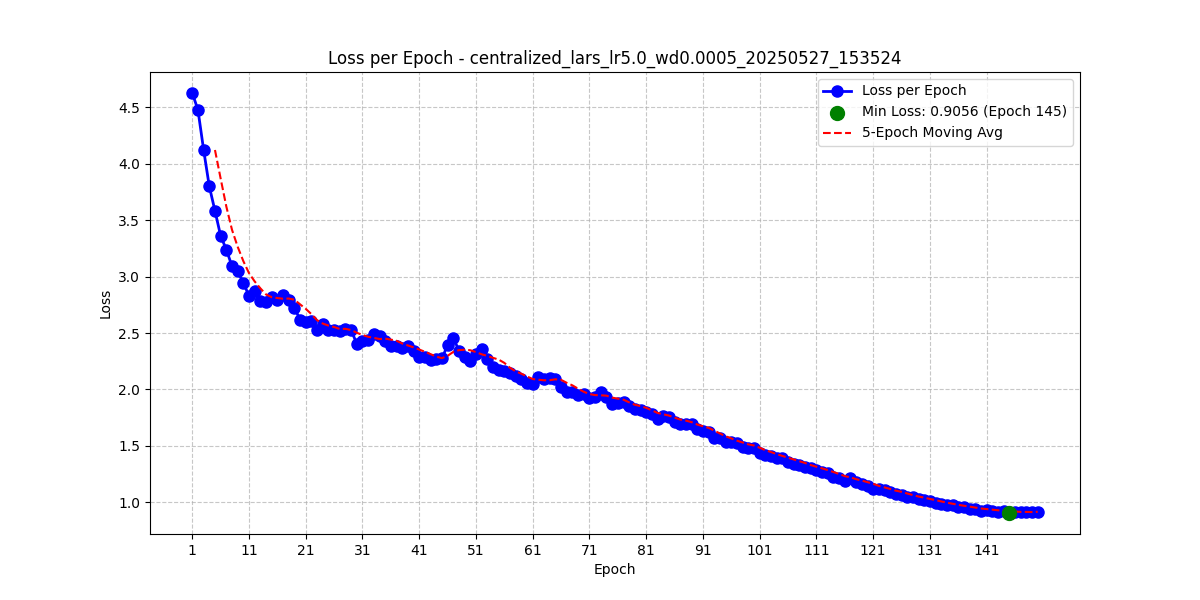 Loss per Epoch - centralized_lars_lr5.0_wd0.0005_20250527_153524
Loss per Epoch
Min Loss: 0.9056 (Epoch 145)
5-Epoch Moving Avg
Loss
4.5
4.0
3.5
3.0
2.5
2.0
1.5
1.0
1 11 21 31 41 51 61 71 81 91 101 111 121 131 141
Epoch